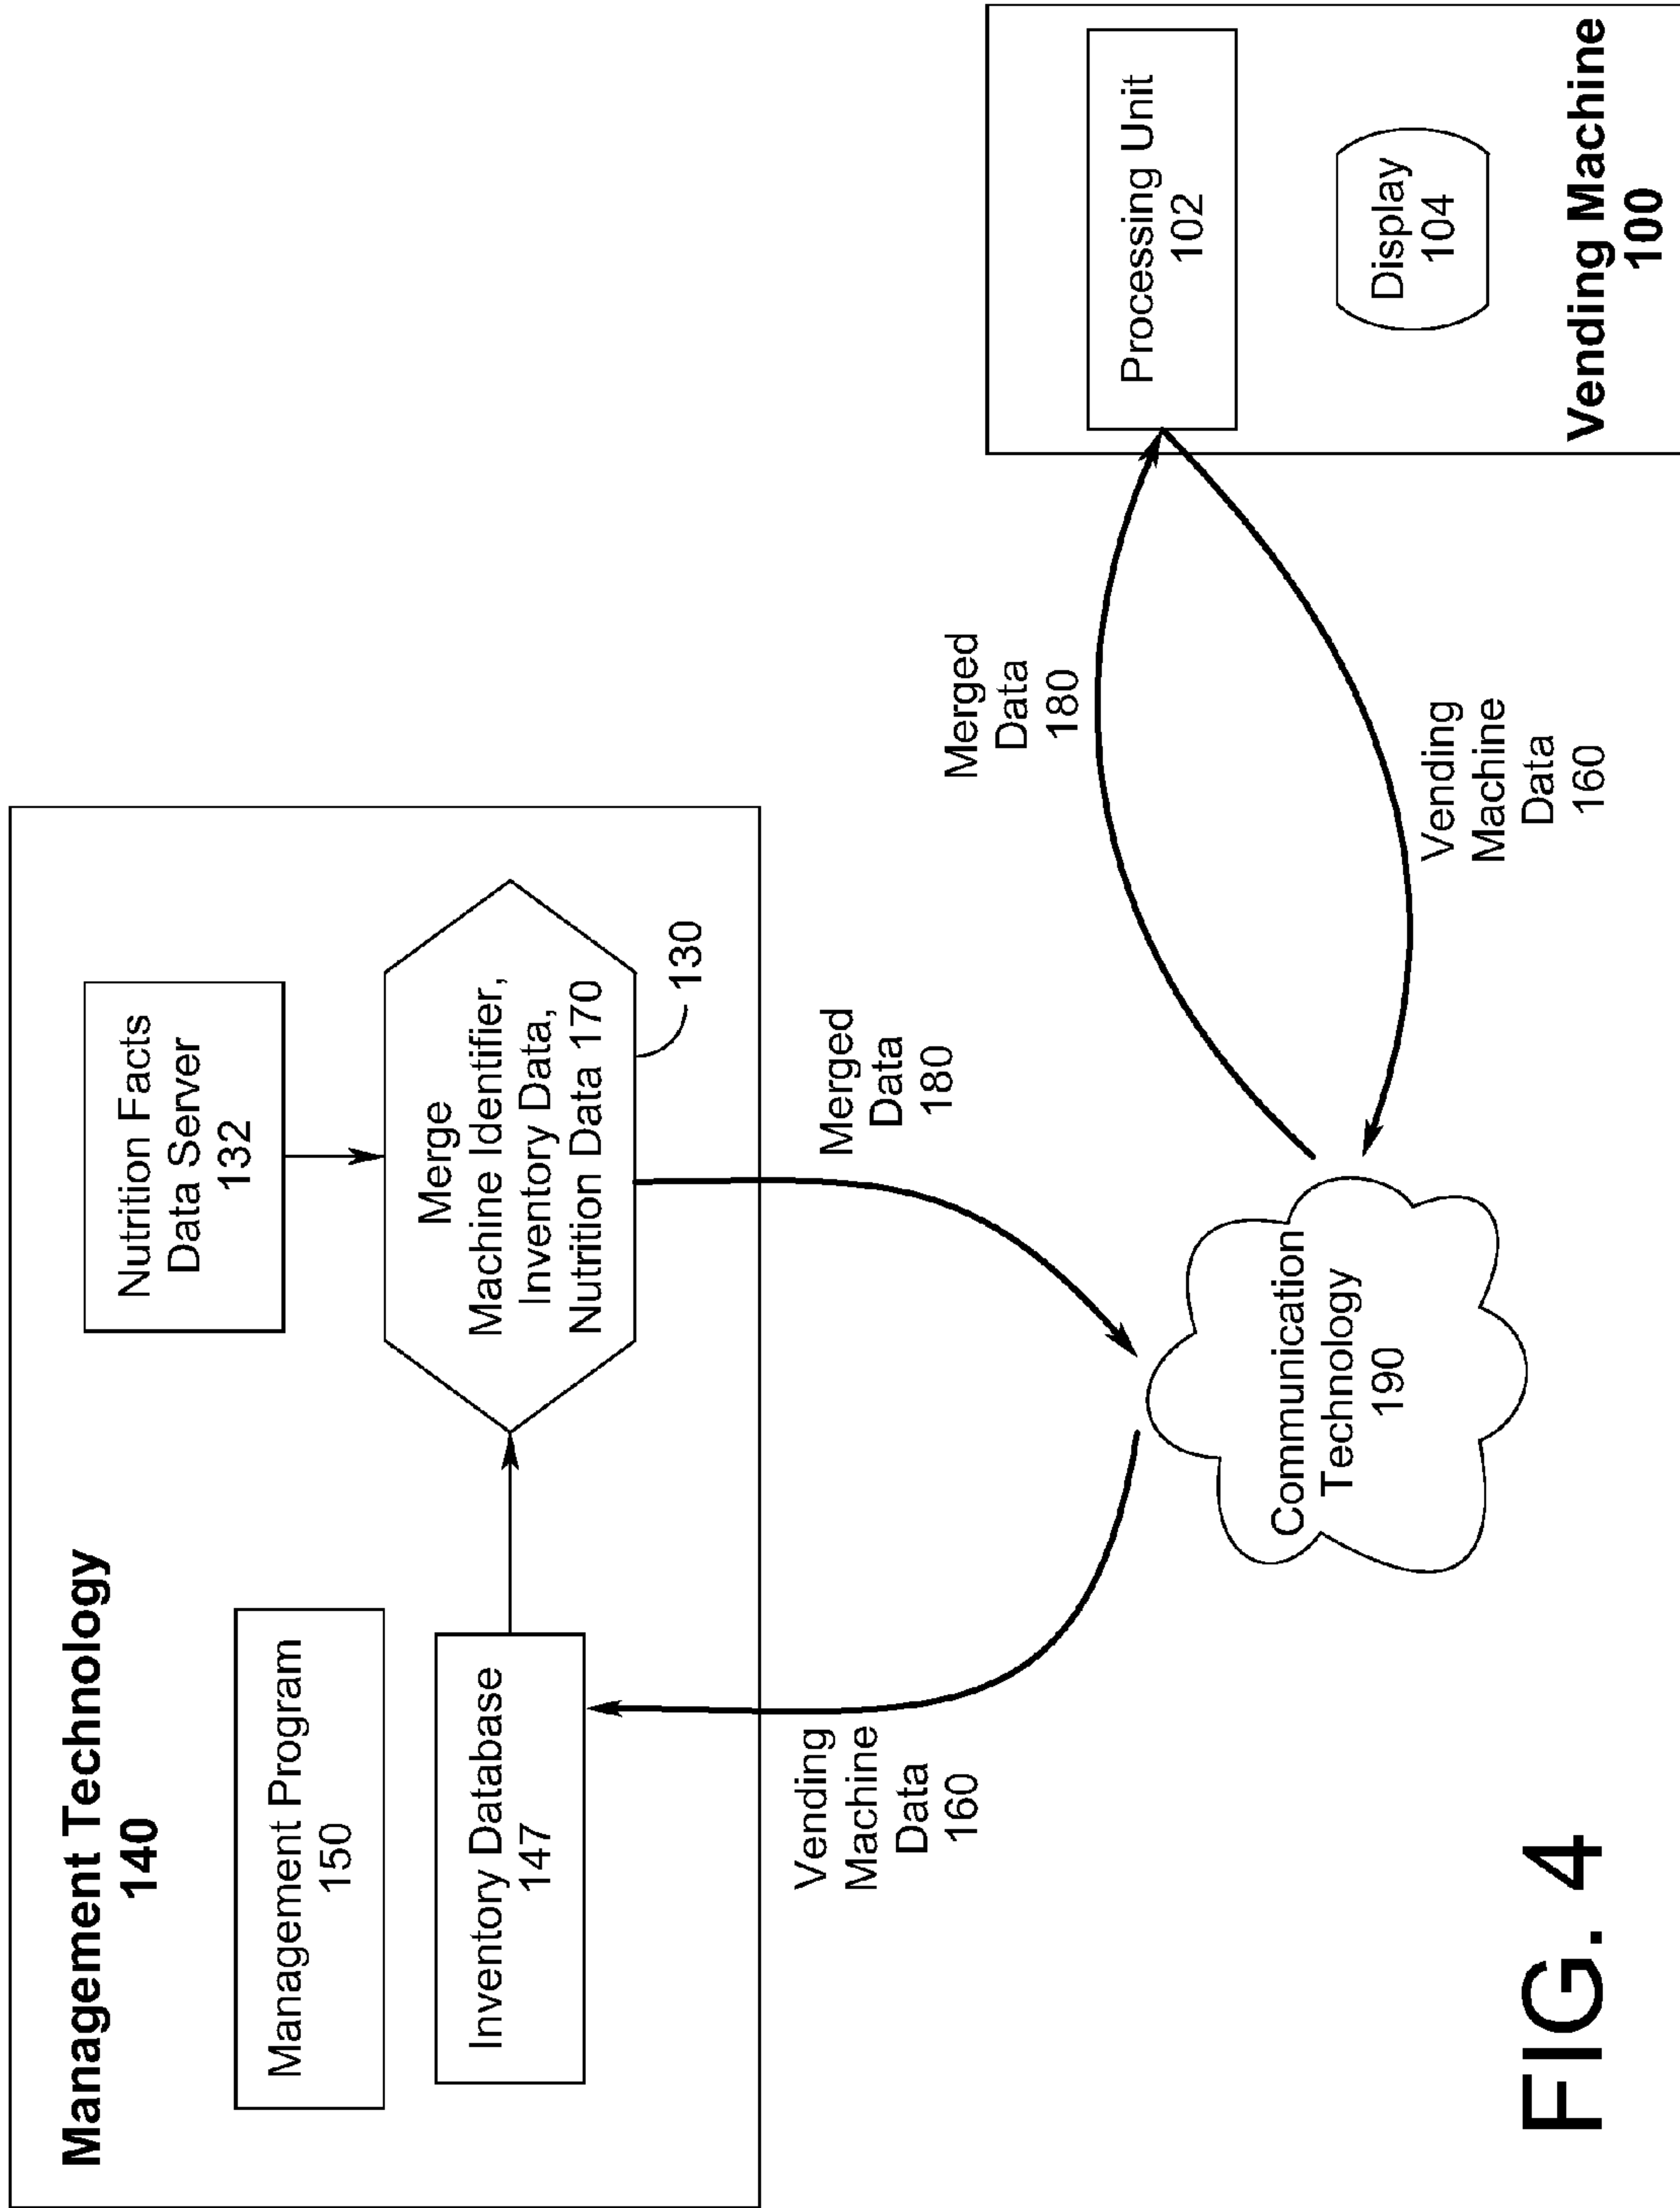 Management Technology
140
Management Program
150
Inventory Database
147
Nutrition Facts
Data Server
132
Merge
Machine Identifier,
Inventory Data,
Nutrition Data 170
130
Vending
Machine
Data
160
Merged
Data
180
Communication
Technology
190
Merged
Data
180
Vending
Machine
Data
160
Processing Unit
102
Display
104
Vending Machine
100
FIG. 4